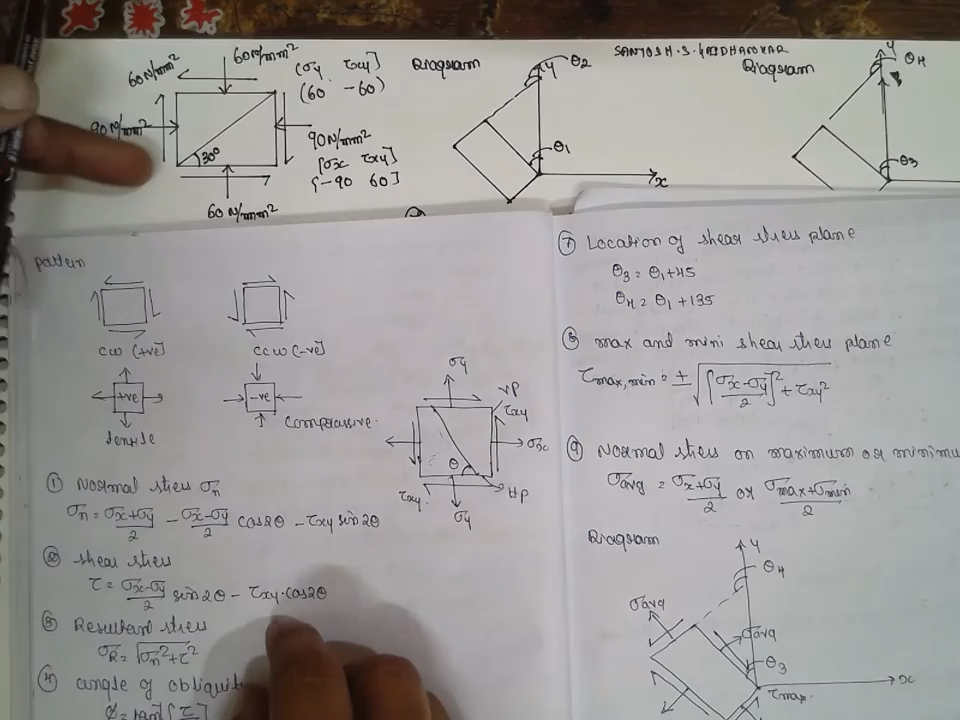 60N/mm²
60N/mm²
[σy τxy]
(60 -60)
90N/mm²
30°
90N/mm²
[σx τxy]
[-90 60]
60N/mm²
Diagram
y
θ2
θ1
x
SANTOSH.S.
Diagram
y
θ4
θ3
pattern
cw (+ve]
ccw (-ve]
+ve
-ve
tensile
compressive.
σy
VP
τxy
σx
θ
τxy
HP
σy
① Normal stress σn
σn = σx+σy/2 - σx-σy/2 cos2θ - τxy sin2θ
② shear stress
τ = σx-σy/2 sin2θ - τxy.cos2θ
③ Resultant stress
σR = √σn²+τ²
④ angle of obliquit
φ = tan¹[τ/
⑦ Location of shear stress plane
θ3 = θ1+45
θ4 = θ1+135
⑧ max and mini shear stress plane
τmax,min = ±√[σx-σy/2]²+τxy²
⑨ Normal stress on maximum or minimu
σavg = σx+σy/2 or σmax+σmin/2
Diagram
y
θ4
σavg
σavg
θ3
x
τmax.